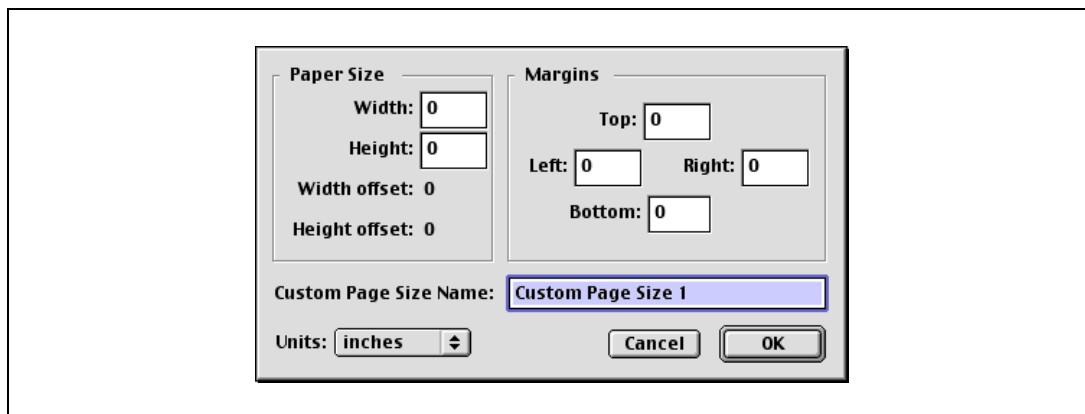 Paper Size
Width: 0
Height: 0
Width offset: 0
Height offset: 0
Margins
Top: 0
Left: 0 Right: 0
Bottom: 0
Custom Page Size Name: Custom Page Size 1
Units: inches
Cancel OK